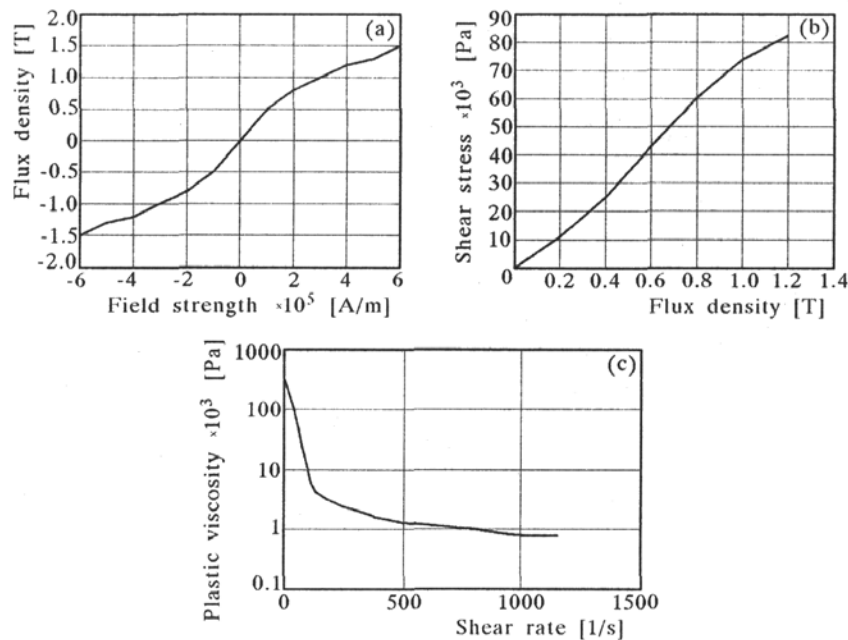 (a)
Flux density [T]
2.0
1.5
1.0
0.5
0
-0.5
-1.0
-1.5
2.0
-6 -4 -2 0 2 4 6
Field strength ×10⁵ [A/m]
(b)
Shear stress ×10³ [Pa]
90
80
70
60
50
40
30
20
10
0 0.2 0.4 0.6 0.8 1.0 1.2 1.4
Flux density [T]
(c)
Plastic viscosity ×10³ [Pa]
1000
100
10
1
0.1
0 500 1000 1500
Shear rate [1/s]